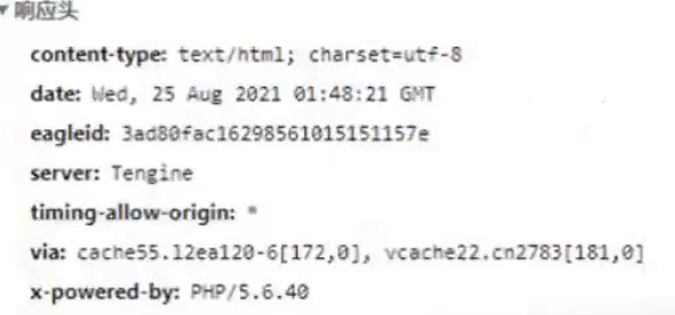 响应头
content-type: text/html; charset=utf-8
date: Wed, 25 Aug 2021 01:48:21 GMT
eagleid: 3ad80fac16298561015151157e
server: Tengine
timing-allow-origin: *
via: cache55.l2ea120-6[172,0], vcache22.cn2783[181,0]
x-powered-by: PHP/5.6.40